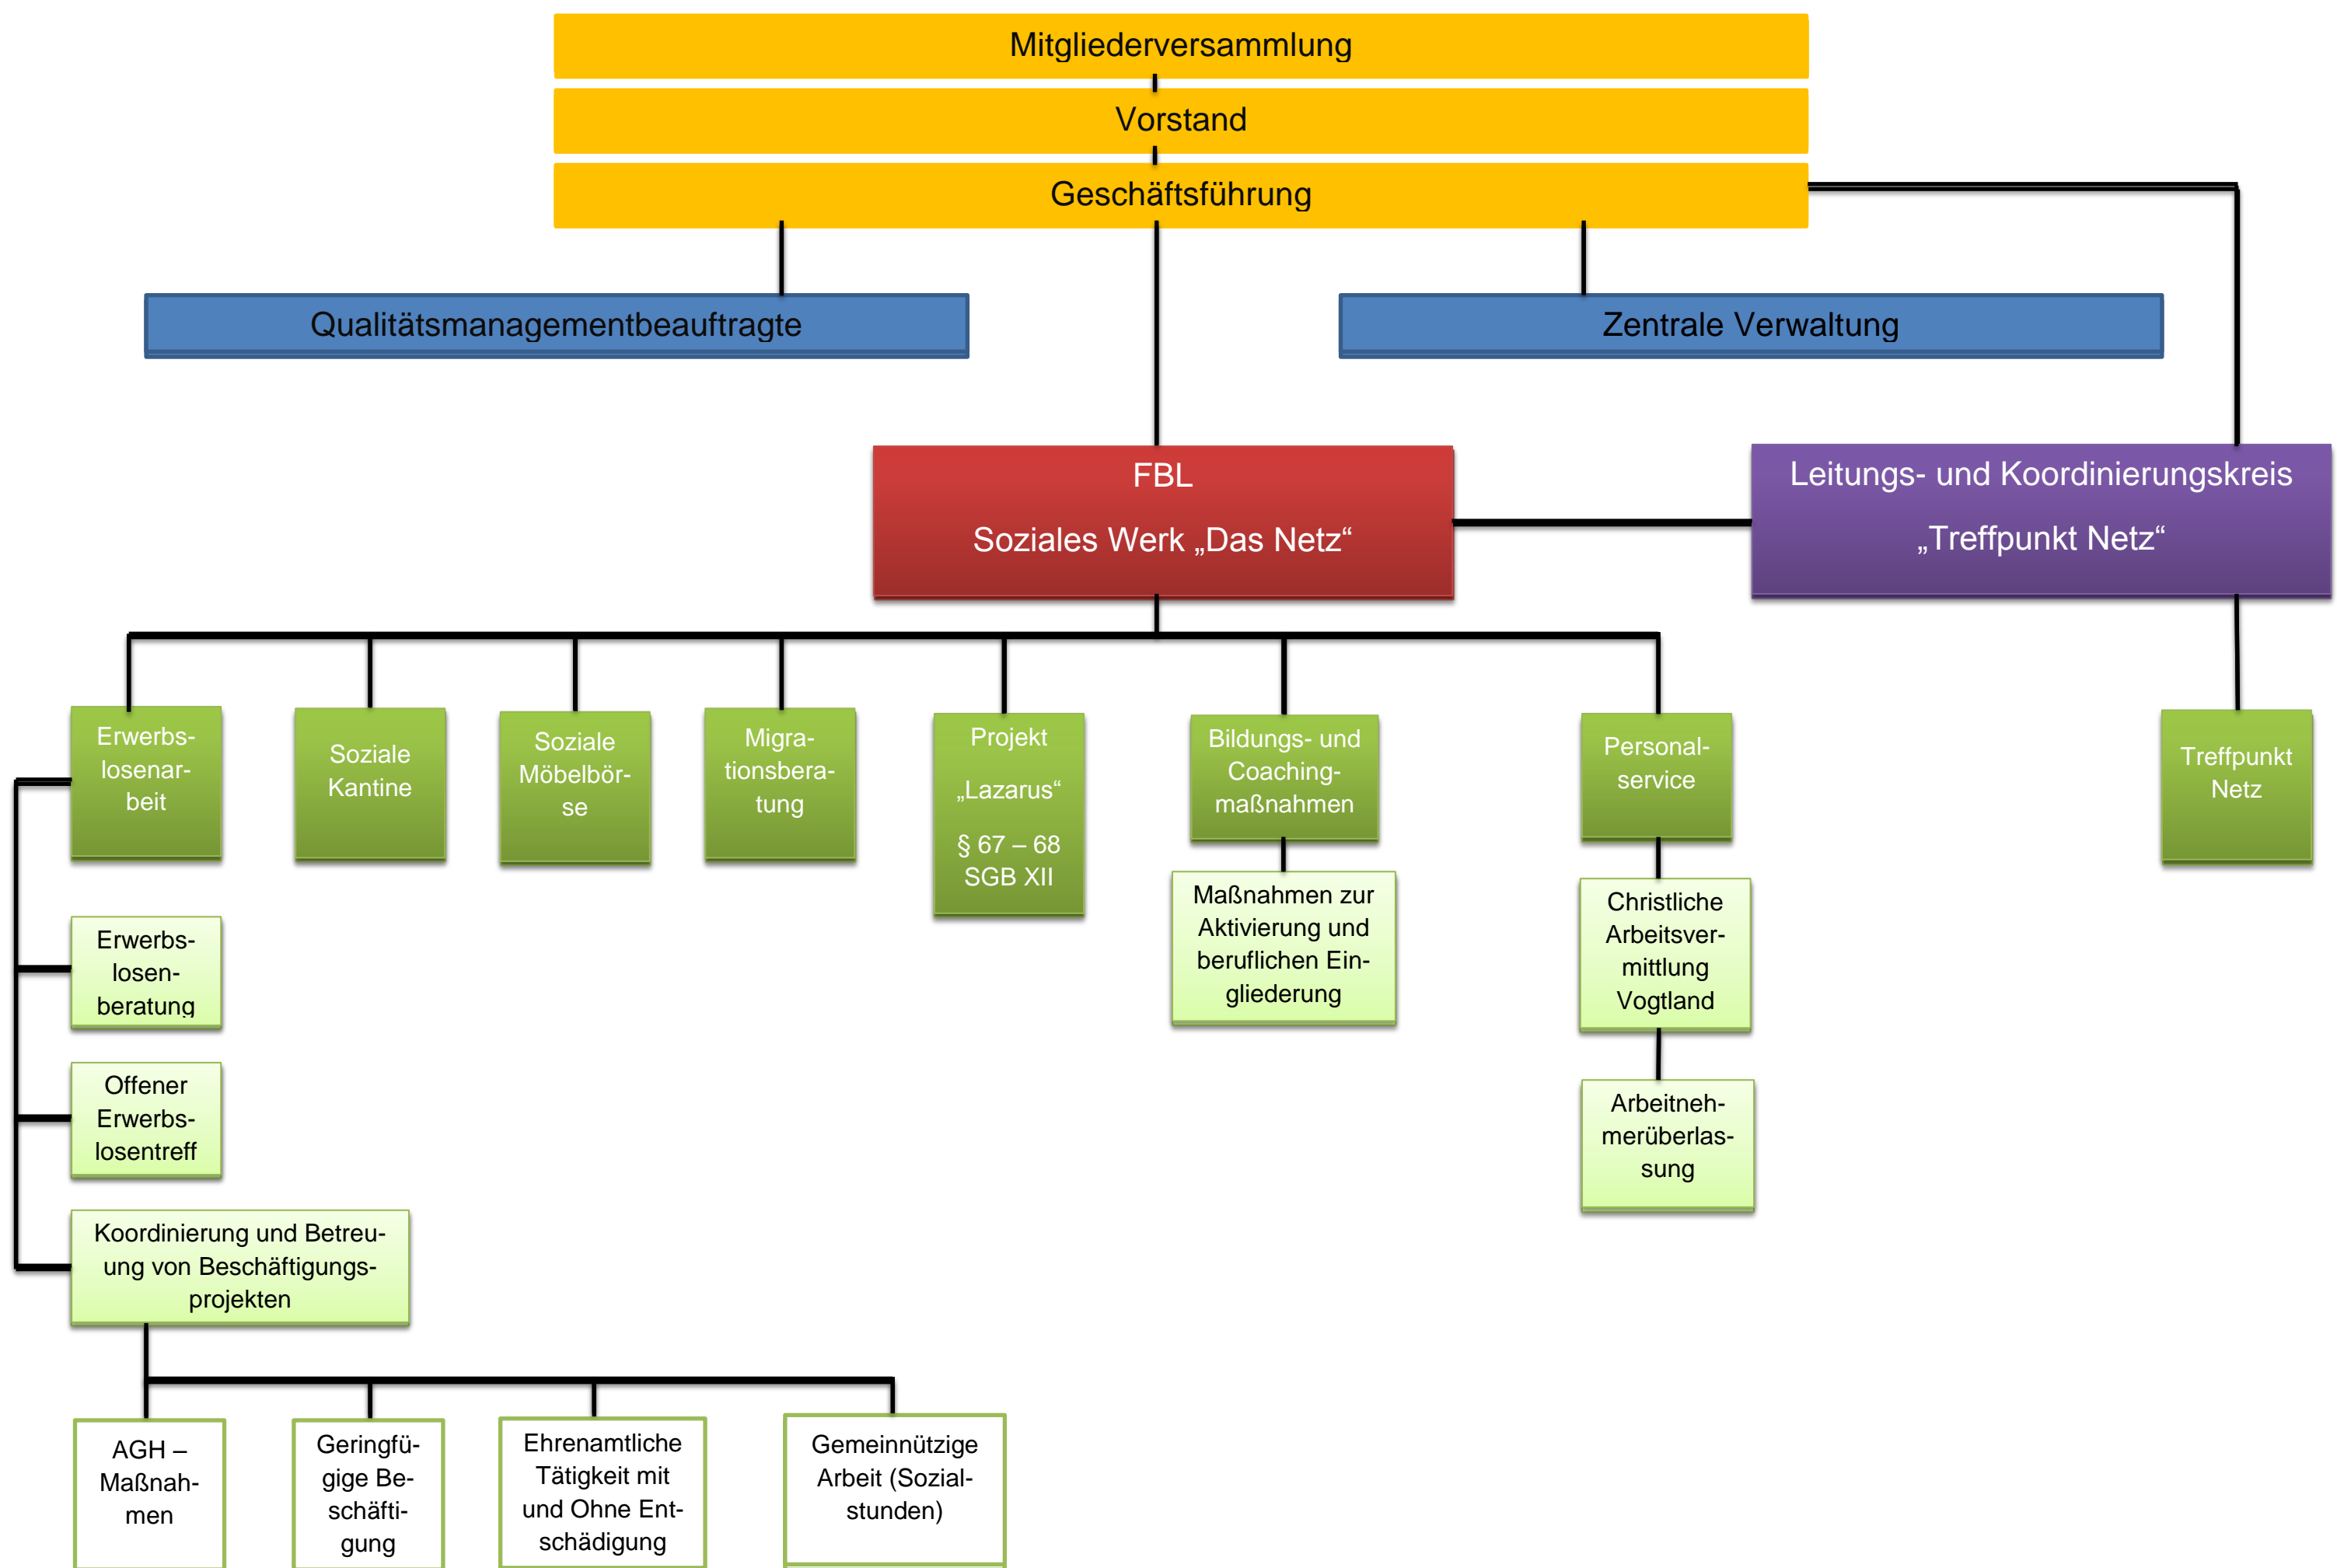 Mitgliederversammlung
Vorstand
Geschäftsführung
Qualitätsmanagementbeauftragte
Zentrale Verwaltung
FBL
Soziales Werk „Das Netz“
Leitungs- und Koordinierungskreis
„Treffpunkt Netz“
Erwerbs-
losenar-
beit
Soziale
Kantine
Soziale
Möbelbör-
se
Migra-
tionsbera-
tung
Projekt
„Lazarus“
§ 67 – 68
SGB XII
Bildungs- und
Coaching-
maßnahmen
Personal-
service
Treffpunkt
Netz
Erwerbs-
losen-
beratung
Offener
Erwerbs-
losentreff
Koordinierung und Betreu-
ung von Beschäftigungs-
projekten
Maßnahmen zur
Aktivierung und
beruflichen Ein-
gliederung
Christliche
Arbeitsver-
mittlung
Vogtland
Arbeitneh-
merüberlas-
sung
AGH –
Maßnah-
men
Geringfü-
gige Be-
schäfti-
gung
Ehrenamtliche
Tätigkeit mit
und Ohne Ent-
schädigung
Gemeinnützige
Arbeit (Sozial-
stunden)